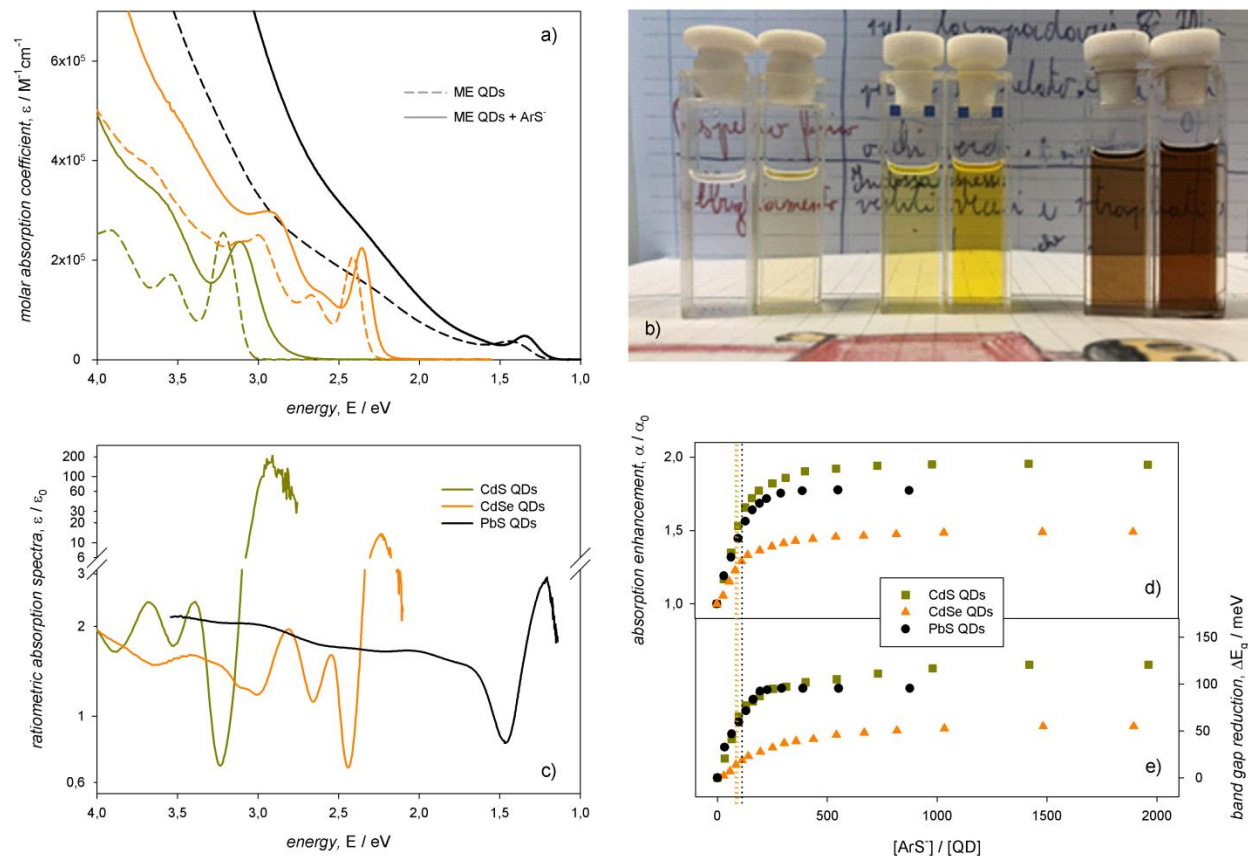 a)
molar absorption coefficient, ε / M⁻¹cm⁻¹
6x10⁵
4x10⁵
2x10⁵
0
ME QDs
ME QDs + ArS⁻
4,0 3,5 3,0 2,5 2,0 1,5 1,0
energy, E / eV
b)
c)
ratiometric absorption spectra, ε / ε₀
200
100
60
30
20
10
6
3
2
1
0,6
CdS QDs
CdSe QDs
PbS QDs
4,0 3,5 3,0 2,5 2,0 1,5 1,0
energy, E / eV
absorption enhancement, α / α₀
2,0
1,5
1,0
d)
CdS QDs
CdSe QDs
PbS QDs
150
100
50
0
band gap reduction, ΔE_g / meV
e)
0 500 1000 1500 2000
[ArS⁻] / [QD]